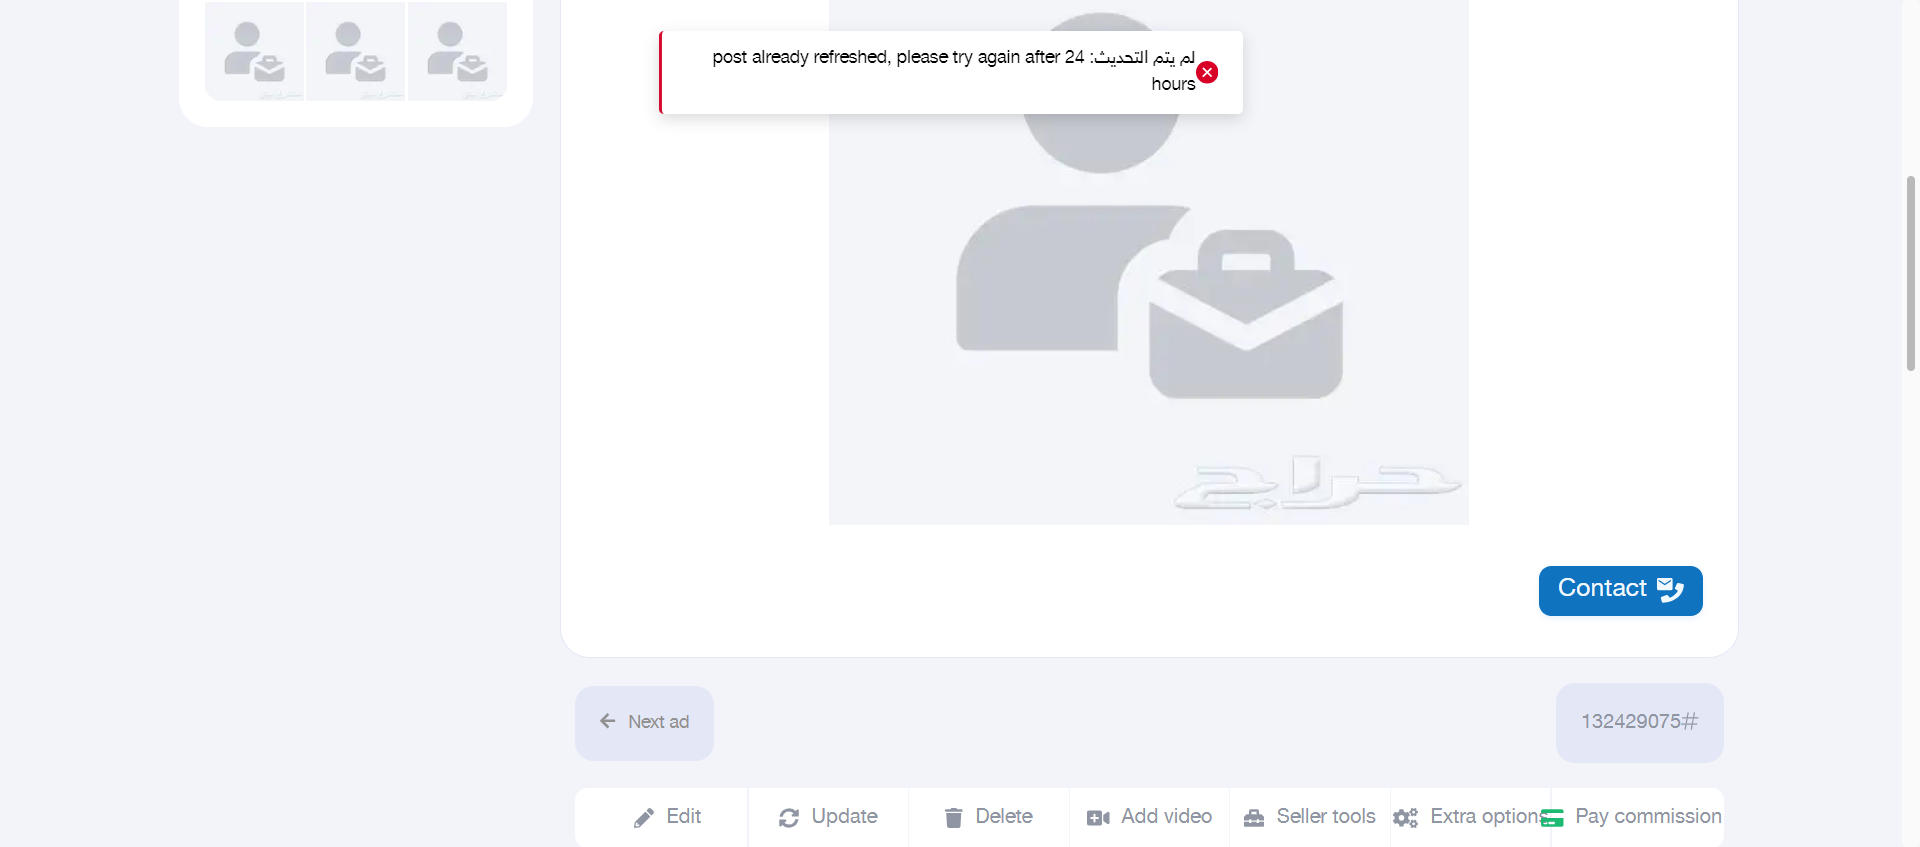 لم يتم التحديث: post already refreshed, please try again after 24
hours
حراج
Contact
Next ad
132429075#
Edit
Update
Delete
Add video
Seller tools
Extra options
Pay commission